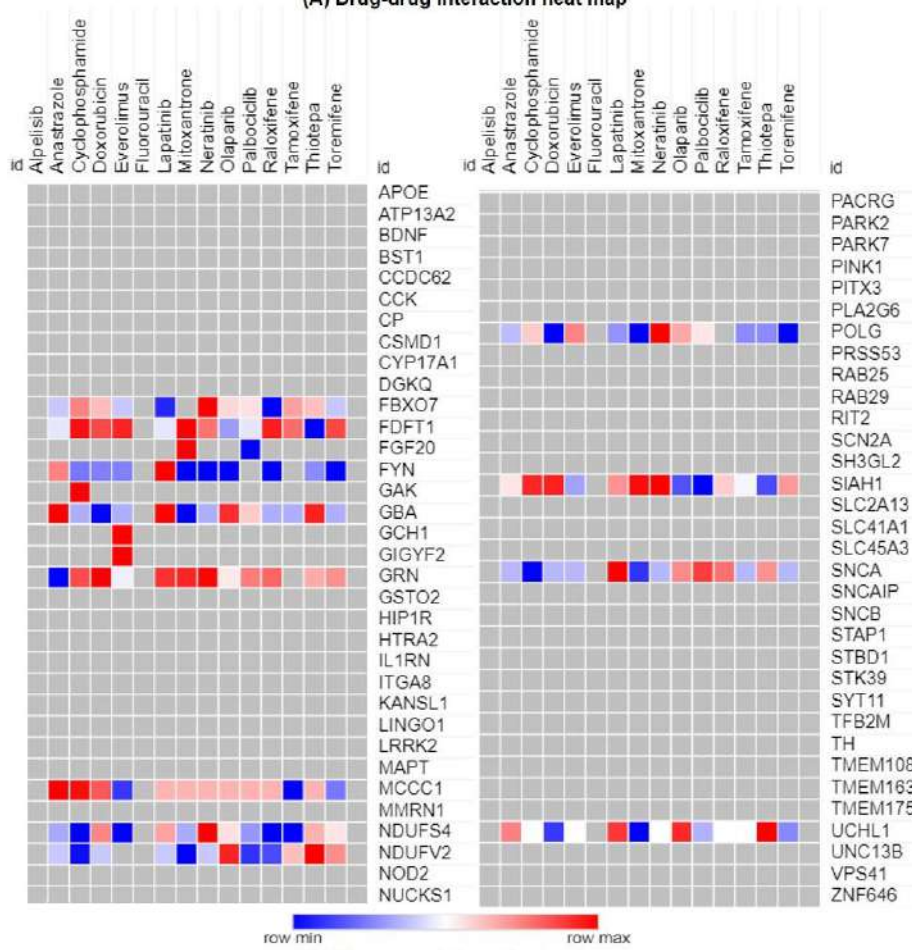 (A) Drug-drug interaction heat map
id
Alpelisib
Anastrazole
Cyclophosphamide
Doxorubicin
Everolimus
Fluorouracil
Lapatinib
Mitoxantrone
Neratinib
Olaparib
Palbociclib
Raloxifene
Tamoxifene
Thiotepa
Toremifene
id
APOE
ATP13A2
BDNF
BST1
CCDC62
CCK
CP
CSMD1
CYP17A1
DGKQ
FBXO7
FDFT1
FGF20
FYN
GAK
GBA
GCH1
GIGYF2
GRN
GSTO2
HIP1R
HTRA2
IL1RN
ITGA8
KANSL1
LINGO1
LRRK2
MAPT
MCCC1
MMRN1
NDUFS4
NDUFV2
NOD2
NUCKS1
id
Alpelisib
Anastrazole
Cyclophosphamide
Doxorubicin
Everolimus
Fluorouracil
Lapatinib
Mitoxantrone
Neratinib
Olaparib
Palbociclib
Raloxifene
Tamoxifene
Thiotepa
Toremifene
id
PACRG
PARK2
PARK7
PINK1
PITX3
PLA2G6
POLG
PRSS53
RAB25
RAB29
RIT2
SCN2A
SH3GL2
SIAH1
SLC2A13
SLC41A1
SLC45A3
SNCA
SNCAIP
SNCB
STAP1
STBD1
STK39
SYT11
TFB2M
TH
TMEM108
TMEM163
TMEM175
UCHL1
UNC13B
VPS41
ZNF646
row min
row max